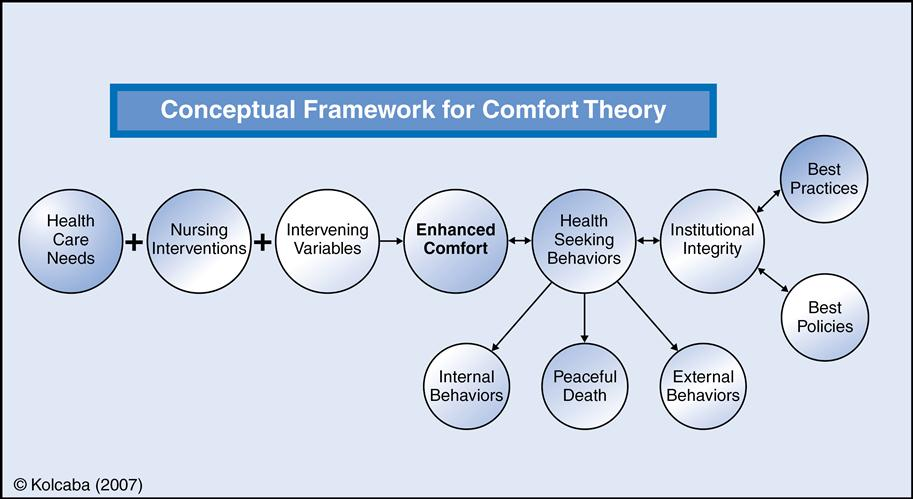 Conceptual Framework for Comfort Theory
Health
Care
Needs
+
Nursing
Interventions
+
Intervening
Variables
Enhanced
Comfort
Health
Seeking
Behaviors
Institutional
Integrity
Best
Practices
Best
Policies
Internal
Behaviors
Peaceful
Death
External
Behaviors
© Kolcaba (2007)